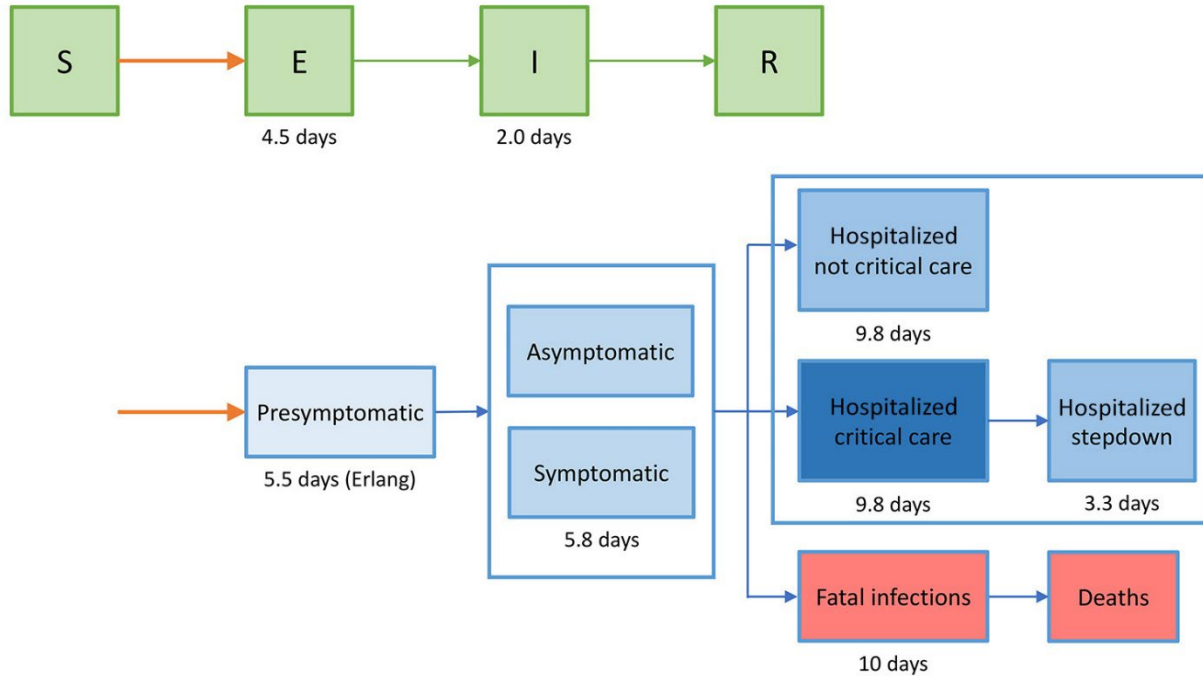 S
E
I
R
4.5 days
2.0 days
Hospitalized
not critical care
9.8 days
Asymptomatic
Presymptomatic
5.5 days (Erlang)
Symptomatic
5.8 days
Hospitalized
critical care
9.8 days
Hospitalized
stepdown
3.3 days
Fatal infections
10 days
Deaths